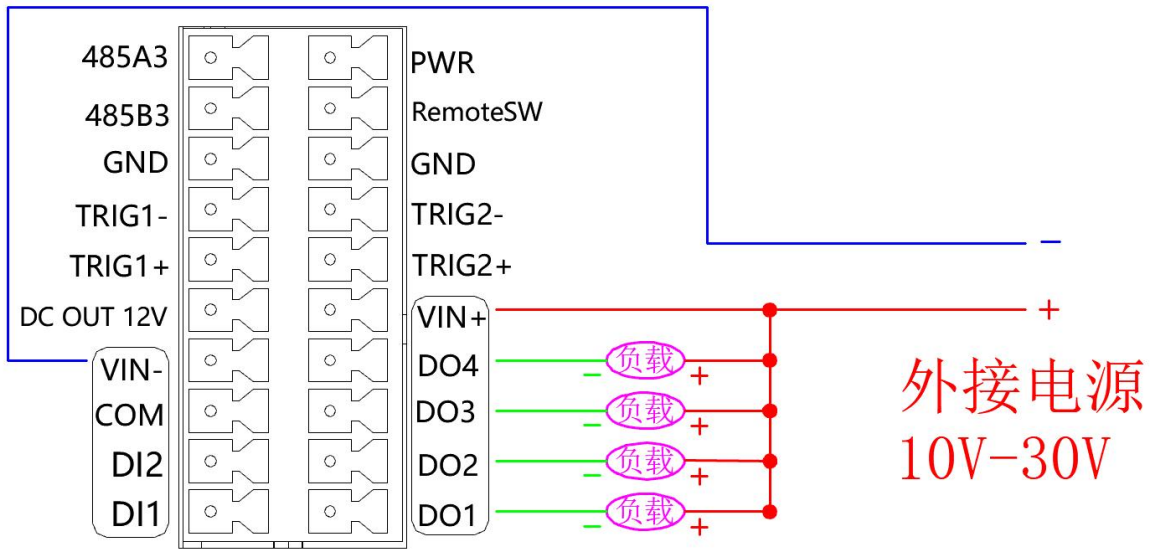 485A3 PWR
485B3 RemoteSW
GND GND
TRIG1- TRIG2-
TRIG1+ TRIG2+
DC OUT 12V VIN+
VIN- DO4
COM DO3
DI2 DO2
DI1 DO1
− 
+
− 负载 +
− 负载 +
− 负载 +
− 负载 +
外接电源
10V-30V